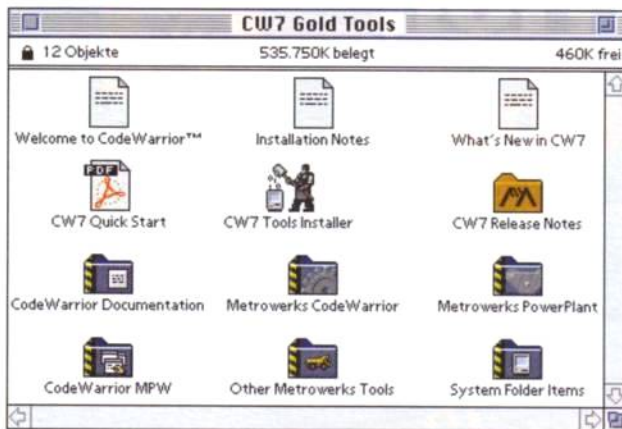 CW7 Gold Tools
12 Objekte 535.750K belegt 460K frei
Welcome to CodeWarrior™ Installation Notes What's New in CW7
PDF
CW7 Quick Start CW7 Tools Installer CW7 Release Notes
CodeWarrior Documentation Metrowerks CodeWarrior Metrowerks PowerPlant
CodeWarrior MPW Other Metrowerks Tools System Folder Items